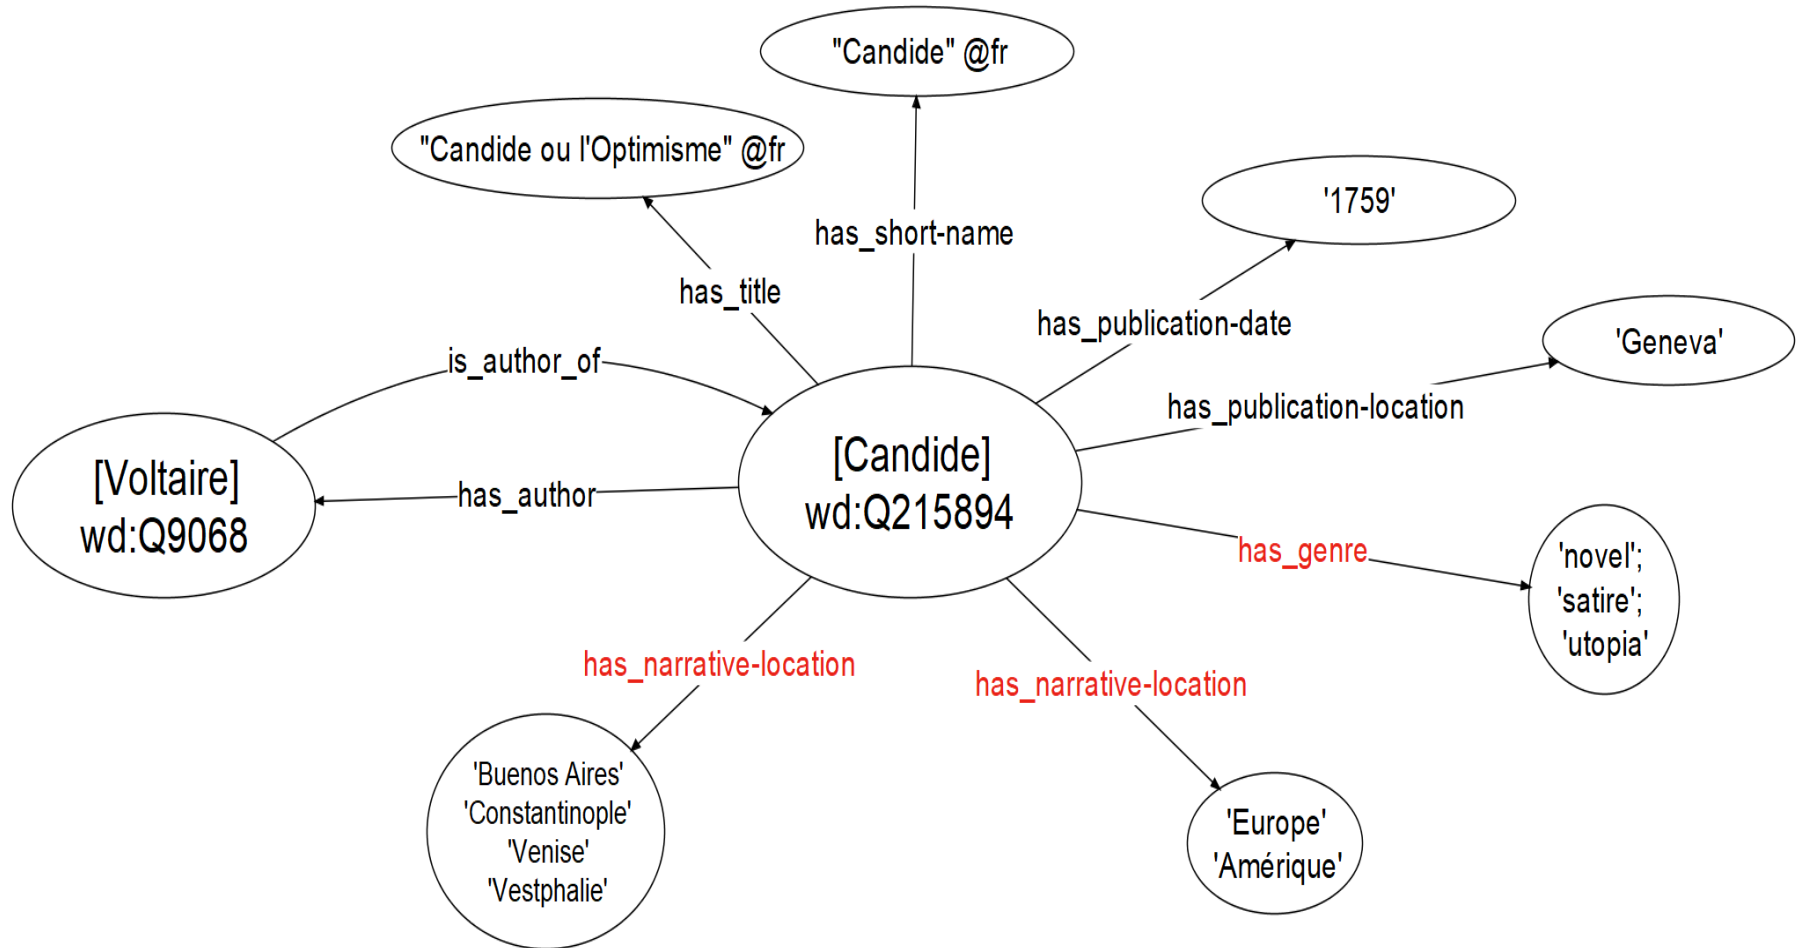 "Candide" @fr
"Candide ou l'Optimisme" @fr
'1759'
has_short-name
has_title
has_publication-date
'Geneva'
is_author_of
has_publication-location
[Voltaire]
wd:Q9068
has_author
[Candide]
wd:Q215894
has_genre
'novel';
'satire';
'utopia'
has_narrative-location
has_narrative-location
'Buenos Aires'
'Constantinople'
'Venise'
'Vestphalie'
'Europe'
'Amérique'